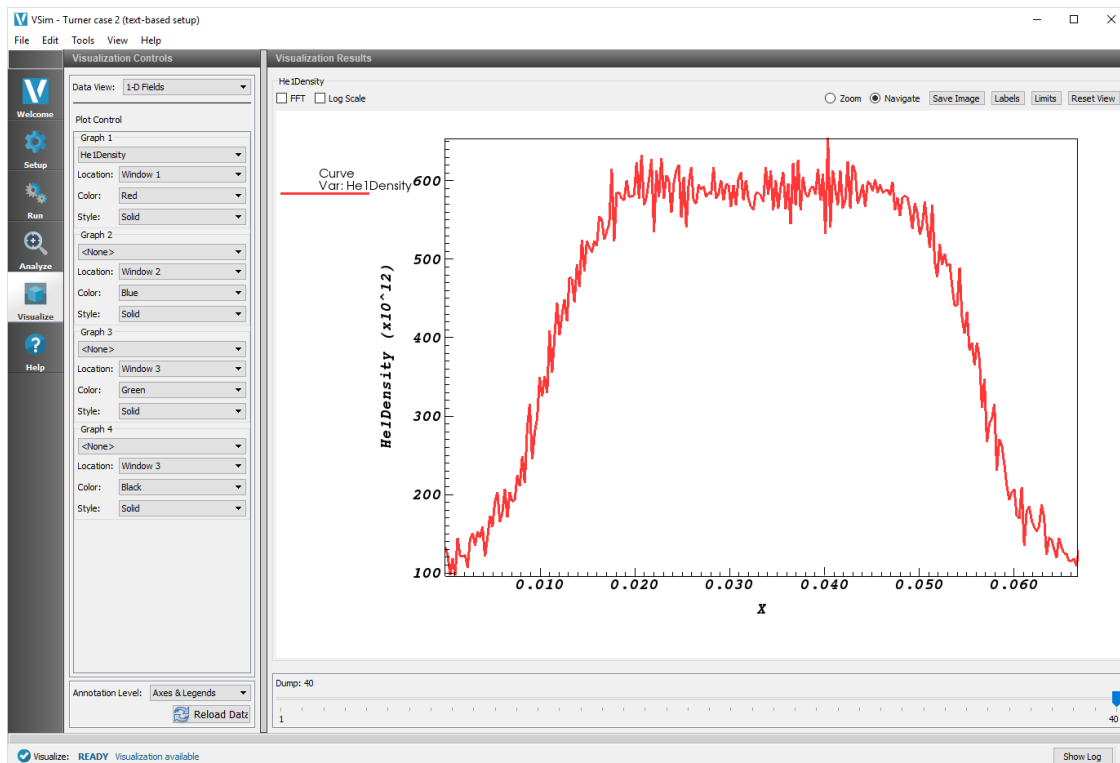 VSim - Turner case 2 (text-based setup)
File Edit Tools View Help
Welcome
Setup
Run
Analyze
Visualize
Help
Visualization Controls
Data View: 1-D Fields
Plot Control
Graph 1
He1Density
Location: Window 1
Color: Red
Style: Solid
Graph 2
<None>
Location: Window 2
Color: Blue
Style: Solid
Graph 3
<None>
Location: Window 3
Color: Green
Style: Solid
Graph 4
<None>
Location: Window 3
Color: Black
Style: Solid
Annotation Level: Axes & Legends
Reload Data
Visualization Results
He1Density
FFT Log Scale Zoom Navigate Save Image Labels Limits Reset View
Curve
Var: He1Density
He1Density (x10^12)
600
500
400
300
200
100
0.010 0.020 0.030 0.040 0.050 0.060
X
Dump: 40
1 40
Visualize: READY Visualization available
Show Log